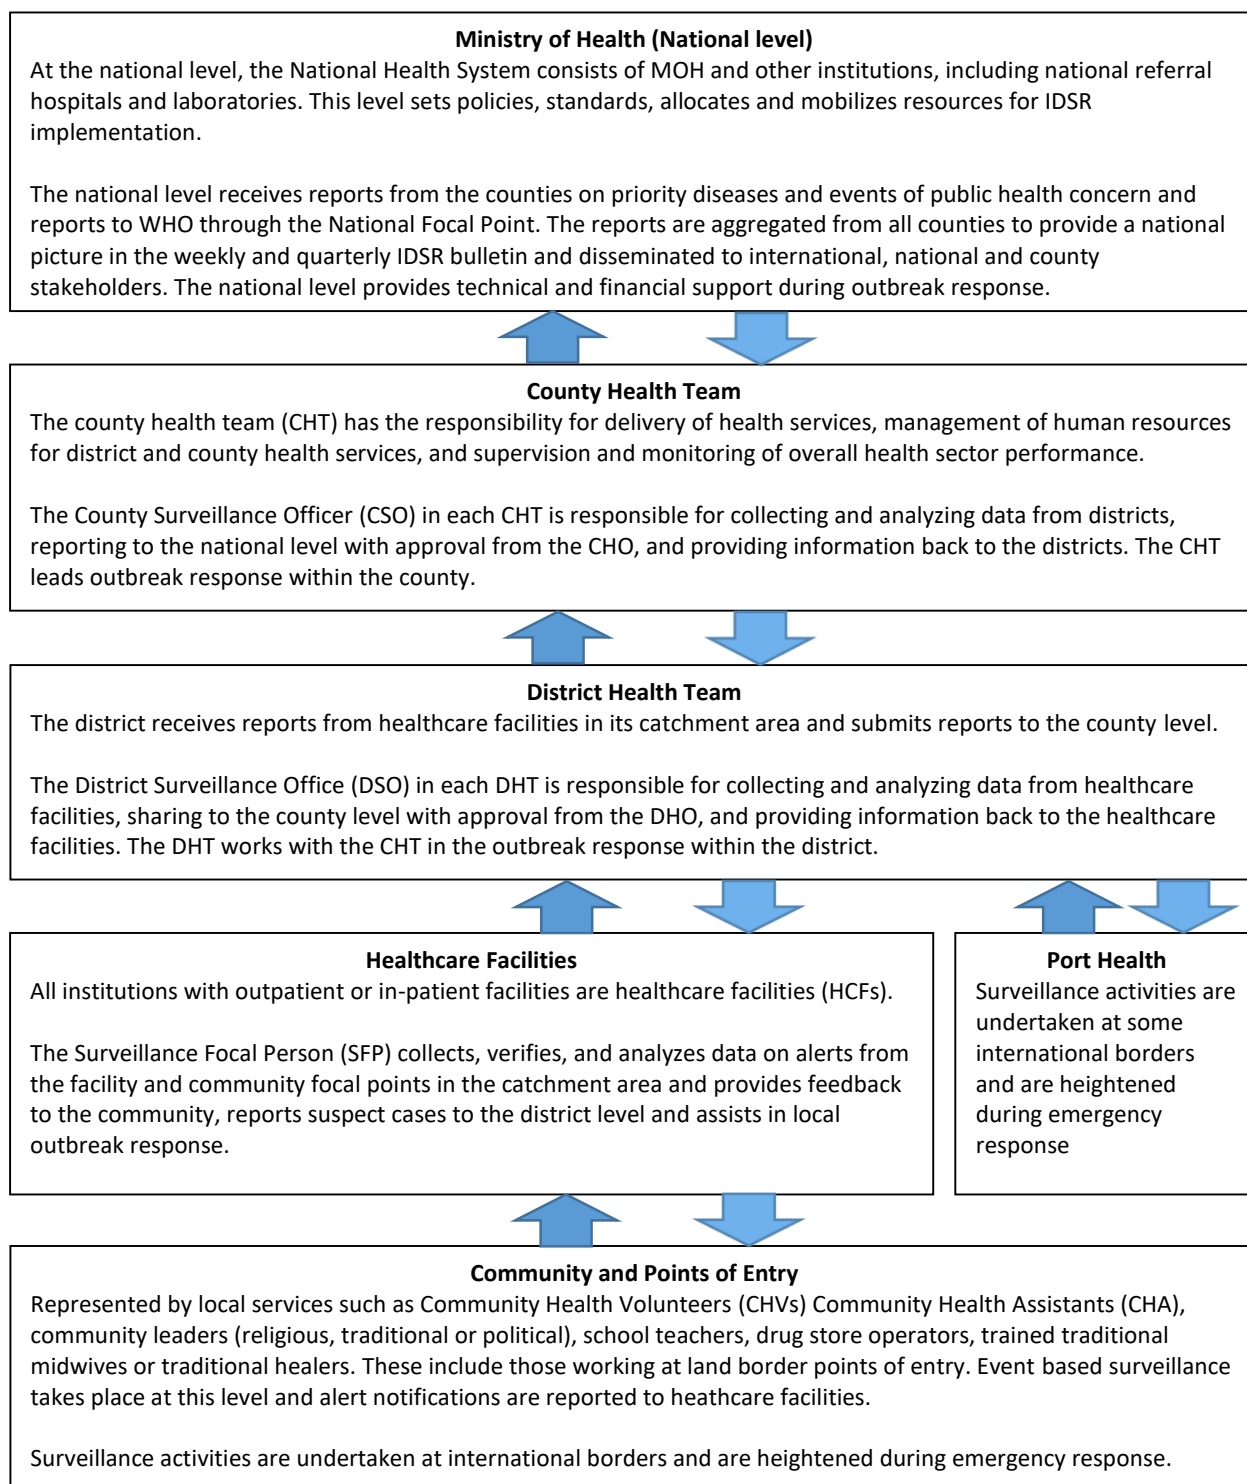 Ministry of Health (National level)
At the national level, the National Health System consists of MOH and other institutions, including national referral
hospitals and laboratories. This level sets policies, standards, allocates and mobilizes resources for IDSR
implementation.
The national level receives reports from the counties on priority diseases and events of public health concern and
reports to WHO through the National Focal Point. The reports are aggregated from all counties to provide a national
picture in the weekly and quarterly IDSR bulletin and disseminated to international, national and county
stakeholders. The national level provides technical and financial support during outbreak response.
County Health Team
The county health team (CHT) has the responsibility for delivery of health services, management of human resources
for district and county health services, and supervision and monitoring of overall health sector performance.
The County Surveillance Officer (CSO) in each CHT is responsible for collecting and analyzing data from districts,
reporting to the national level with approval from the CHO, and providing information back to the districts. The CHT
leads outbreak response within the county.
District Health Team
The district receives reports from healthcare facilities in its catchment area and submits reports to the county level.
The District Surveillance Office (DSO) in each DHT is responsible for collecting and analyzing data from healthcare
facilities, sharing to the county level with approval from the DHO, and providing information back to the healthcare
facilities. The DHT works with the CHT in the outbreak response within the district.
Healthcare Facilities
All institutions with outpatient or in-patient facilities are healthcare facilities (HCFs).
The Surveillance Focal Person (SFP) collects, verifies, and analyzes data on alerts from
the facility and community focal points in the catchment area and provides feedback
to the community, reports suspect cases to the district level and assists in local
outbreak response.
Port Health
Surveillance activities are
undertaken at some
international borders
and are heightened
during emergency
response
Community and Points of Entry
Represented by local services such as Community Health Volunteers (CHVs) Community Health Assistants (CHA),
community leaders (religious, traditional or political), school teachers, drug store operators, trained traditional
midwives or traditional healers. These include those working at land border points of entry. Event based surveillance
takes place at this level and alert notifications are reported to heathcare facilities.
Surveillance activities are undertaken at international borders and are heightened during emergency response.